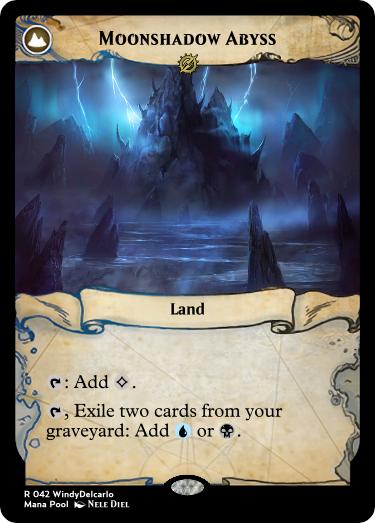 MOONSHADOW ABYSS
Land
: Add .
, Exile two cards from your
graveyard: Add or .
R 042 WindyDelcarlo
Mana Pool NELE DIEL